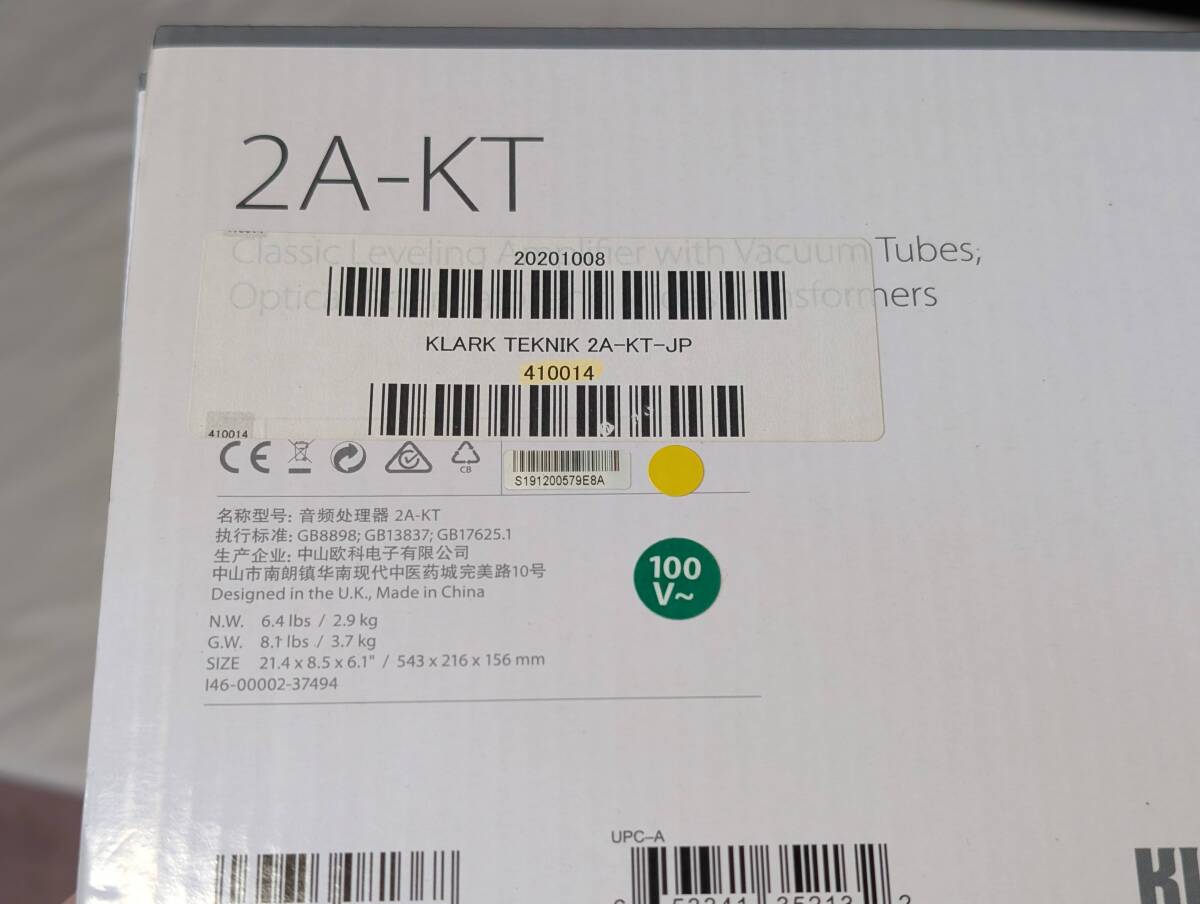 2A-KT
Classic Leveling Amplifier with Vacuum Tubes,
20201008
Optical
KLARK TEKNIK 2A-KT-JP
410014
410014
CE
CB
S191200579E8A
名称型号: 音频处理器 2A-KT
执行标准: GB8898; GB13837; GB17625.1
生产企业: 中山欧科电子有限公司
中山市南朗镇华南现代中医药城完美路10号
Designed in the U.K., Made in China
100
V~
N.W. 6.4 lbs / 2.9 kg
G.W. 8.1 lbs / 3.7 kg
SIZE 21.4 x 8.5 x 6.1" / 543 x 216 x 156 mm
I46-00002-37494
UPC-A